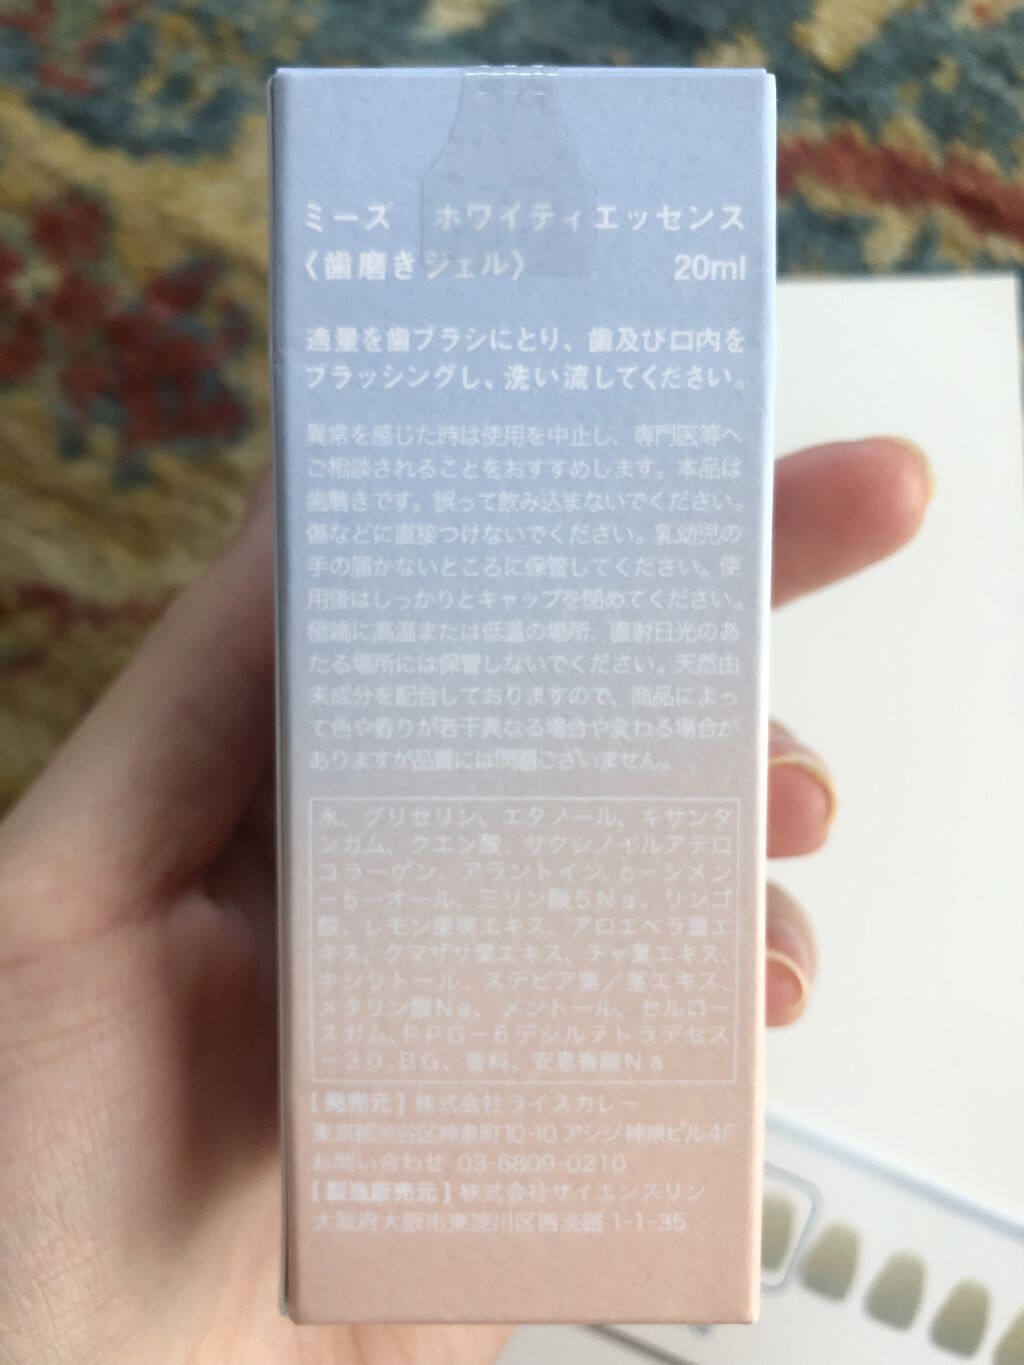 ミーズ　ホワイティエッセンス
〈歯磨きジェル〉　20ml
適量を歯ブラシにとり、歯及び口内を
ブラッシングし、洗い流してください。
異常を感じた時は使用を中止し、専門医等へ
ご相談されることをおすすめします。本品は
歯磨きです。誤って飲み込まないでください。
傷などに直接つけないでください。乳幼児の
手の届かないところに保管してください。使
用後はしっかりとキャップを閉めてください。
極端に高温または低温の場所、直射日光のあ
たる場所には保管しないでください。天然由
来成分を配合しておりますので、商品によっ
て色や香りが若干異なる場合や変わる場合が
ありますが品質には問題ございません。
水、グリセリン、エタノール、キサンタ
ンガム、クエン酸、サクシノイルアテロ
コラーゲン、アラントイン、o－シメン
－5－オール、三リン酸5Na、リンゴ
酸、レモン果実エキス、アロエベラ葉エ
キス、クマザサ葉エキス、チャ葉エキス、
キシリトール、ステビア葉／茎エキス、
メタリン酸Na、メントール、セルロー
スガム、PPG－6デシルテトラデセス
－30、BG、香料、安息香酸Na
［発売元］株式会社ライスカレー
東京都渋谷区神泉町10-10 アシジ神泉ビル4F
お問い合わせ 03-6809-0210
［製造販売元］株式会社サイエンスリン
大阪府大阪市東淀川区西淡路 1-1-35